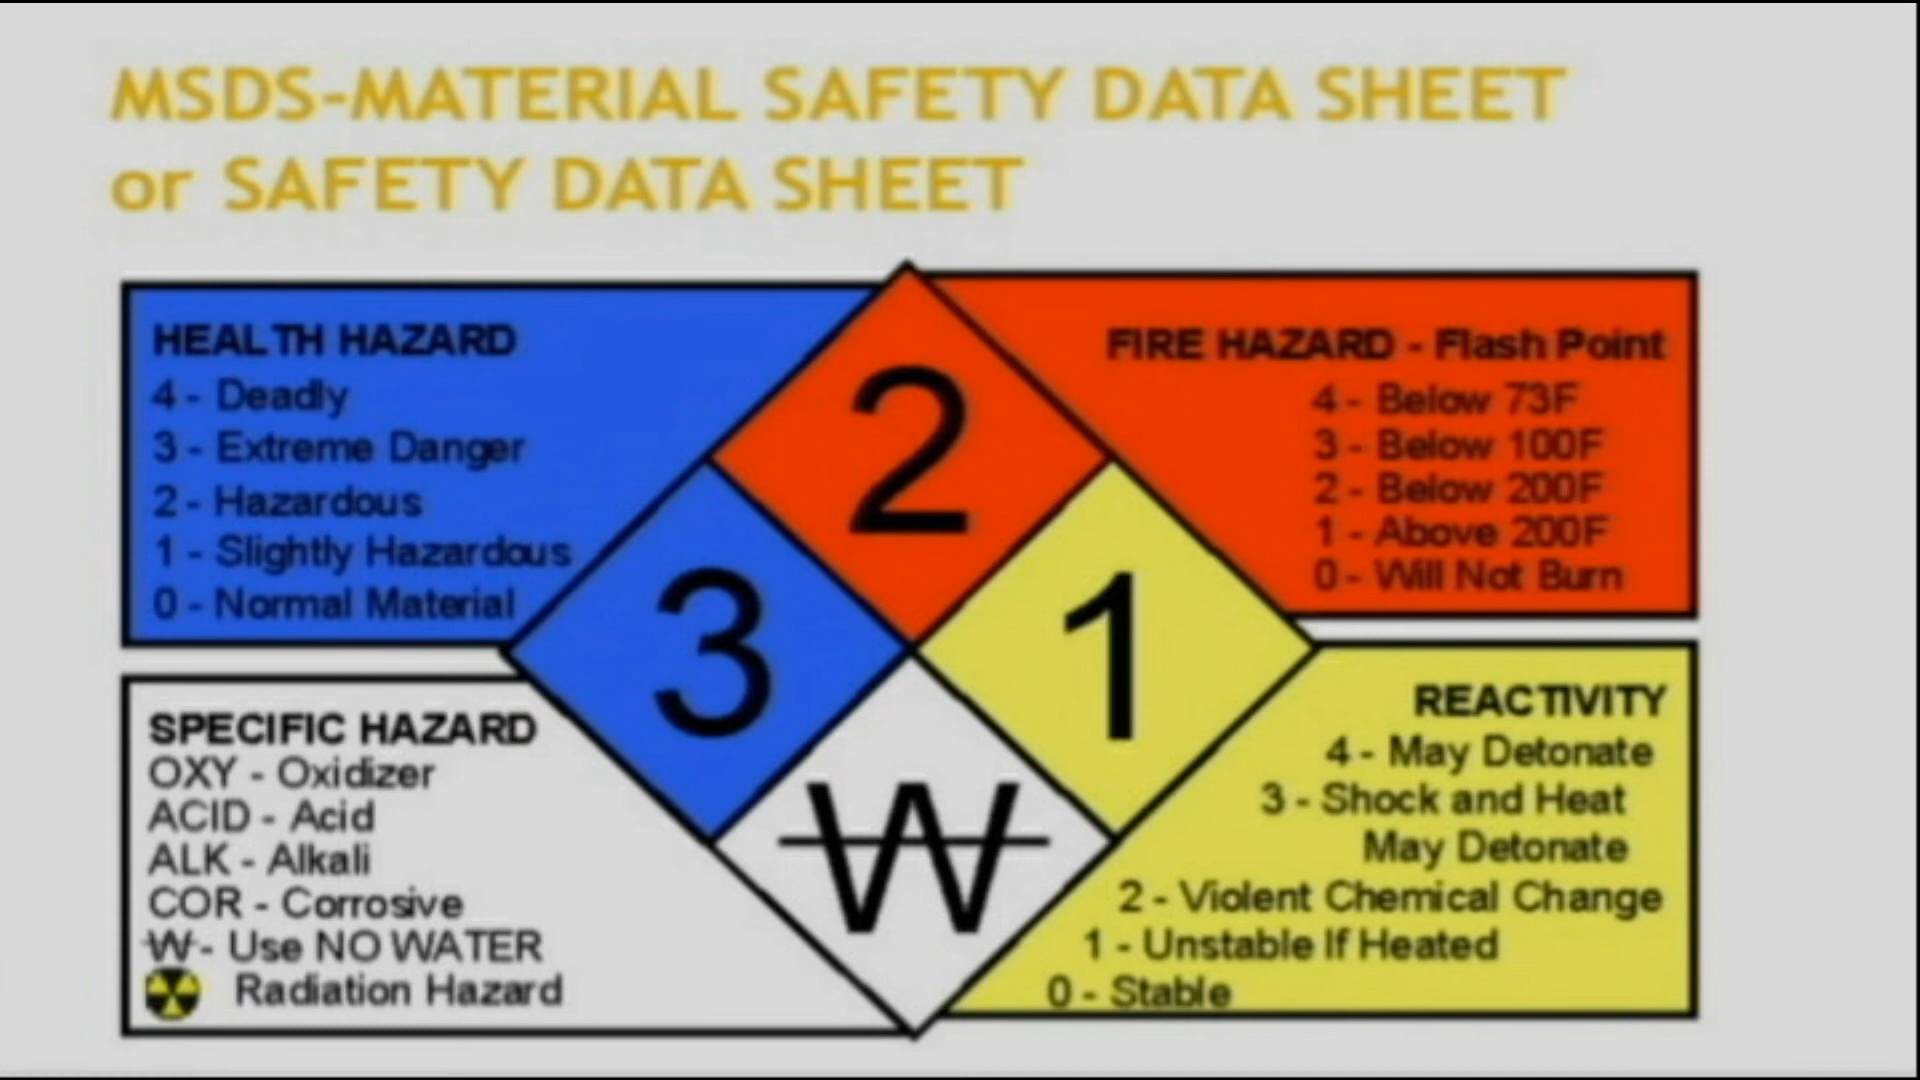 MSDS-MATERIAL SAFETY DATA SHEET
or SAFETY DATA SHEET
HEALTH HAZARD
4 - Deadly
3 - Extreme Danger
2 - Hazardous
1 - Slightly Hazardous
0 - Normal Material
FIRE HAZARD - Flash Point
4 - Below 73F
3 - Below 100F
2 - Below 200F
1 - Above 200F
0 - Will Not Burn
2
3
1
W
SPECIFIC HAZARD
OXY - Oxidizer
ACID - Acid
ALK - Alkali
COR - Corrosive
W - Use NO WATER
Radiation Hazard
REACTIVITY
4 - May Detonate
3 - Shock and Heat
May Detonate
2 - Violent Chemical Change
1 - Unstable If Heated
0 - Stable